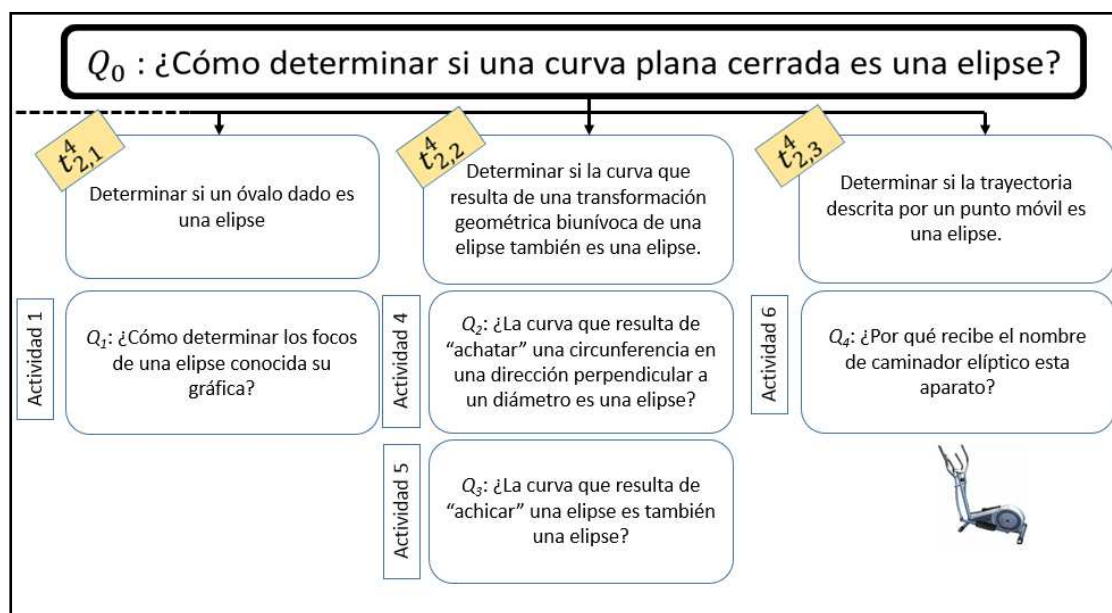 Q₀ : ¿Cómo determinar si una curva plana cerrada es una elipse?
t⁴₂,₁
Determinar si un óvalo dado es
una elipse
t⁴₂,₂
Determinar si la curva que
resulta de una transformación
geométrica biunívoca de una
elipse también es una elipse.
t⁴₂,₃
Determinar si la trayectoria
descrita por un punto móvil es
una elipse.
Actividad 1
Q₁: ¿Cómo determinar los focos
de una elipse conocida su
gráfica?
Actividad 4
Q₂: ¿La curva que resulta de
“achatar” una circunferencia en
una dirección perpendicular a
un diámetro es una elipse?
Actividad 6
Q₄: ¿Por qué recibe el nombre
de caminador elíptico esta
aparato?
Actividad 5
Q₃: ¿La curva que resulta de
“achicar” una elipse es también
una elipse?